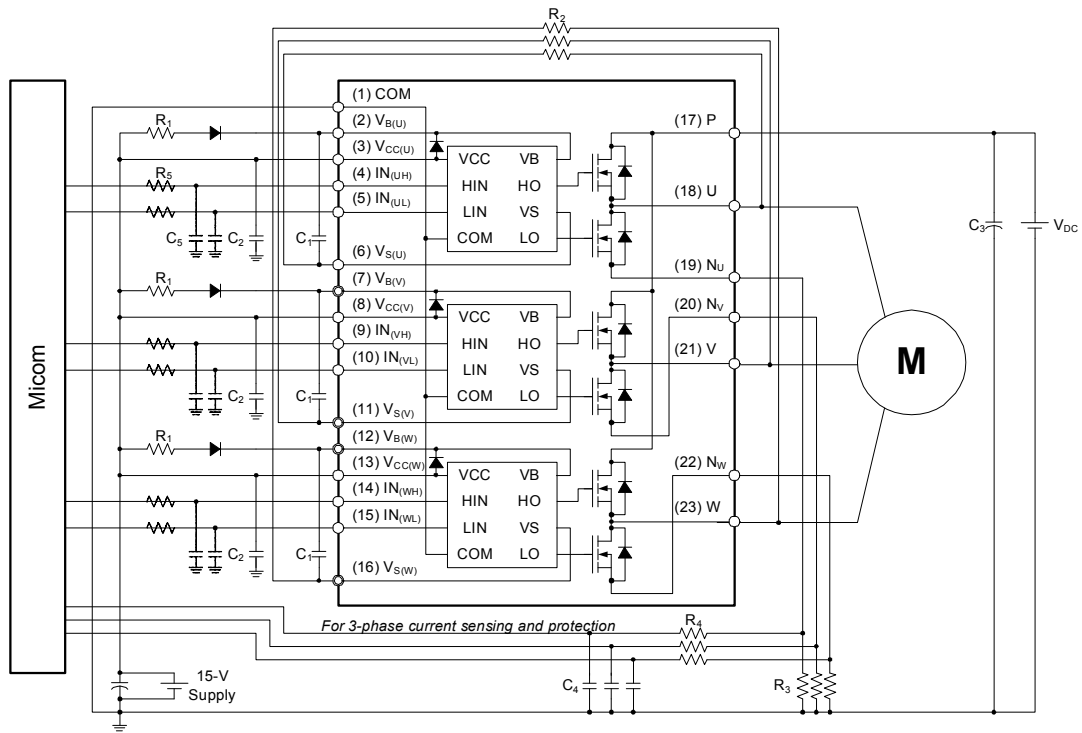 R2
(1) COM
(2) VB(U)
(3) VCC(U)
(4) IN(UH)
(5) IN(UL)
(6) VS(U)
(7) VB(V)
(8) VCC(V)
(9) IN(VH)
(10) IN(VL)
(11) VS(V)
(12) VB(W)
(13) VCC(W)
(14) IN(WH)
(15) IN(WL)
(16) VS(W)
R1
R5
C5
C2
C1
R1
C2
C1
R1
C2
C1
Micom
VCC VB
HIN HO
LIN VS
COM LO
VCC VB
HIN HO
LIN VS
COM LO
VCC VB
HIN HO
LIN VS
COM LO
(17) P
(18) U
(19) NU
(20) NV
(21) V
(22) NW
(23) W
C3
VDC
M
For 3-phase current sensing and protection
R4
C4
R3
15-V
Supply